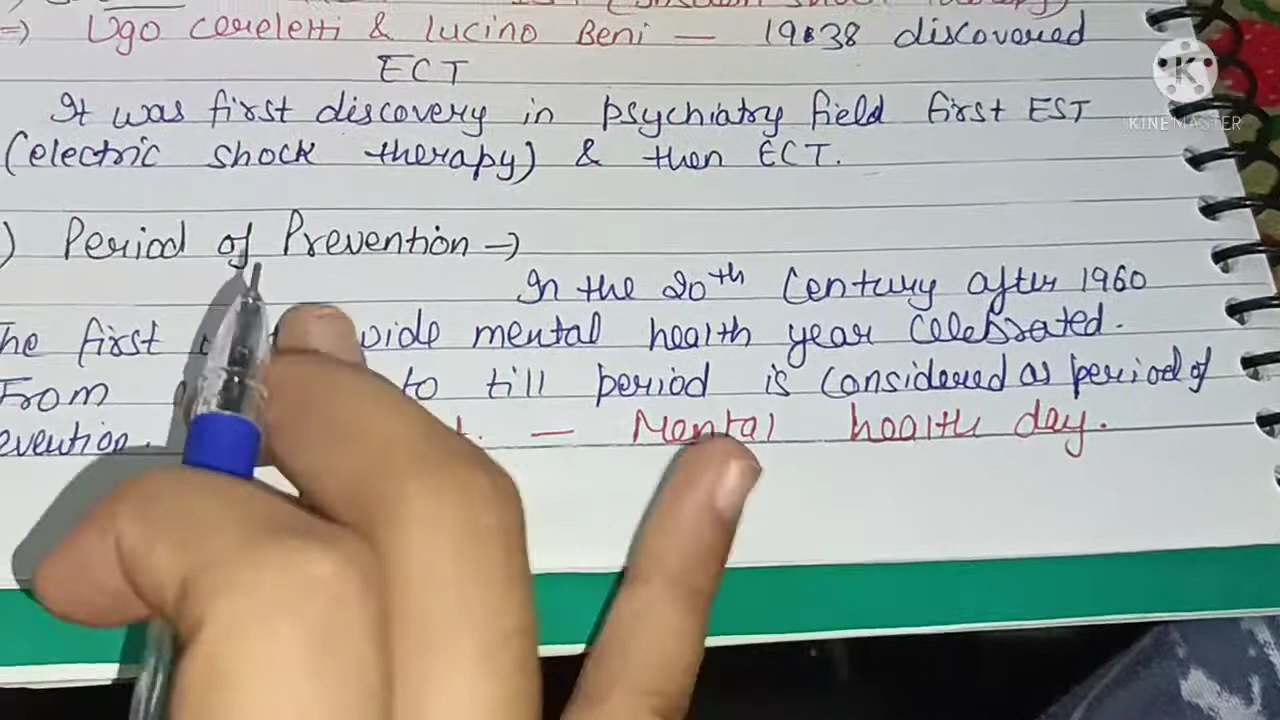 =) Ugo cereletti & Lucino Beni — 1938 discovered
ECT
It was first discovery in psychiatry field first EST
(electric shock therapy) & then ECT.
) Period of Prevention →
In the 20th Century after 1960
The first wide mental health year celebrated.
From to till period is considered as period of
evention. — Mental health day.
KINEMASTER